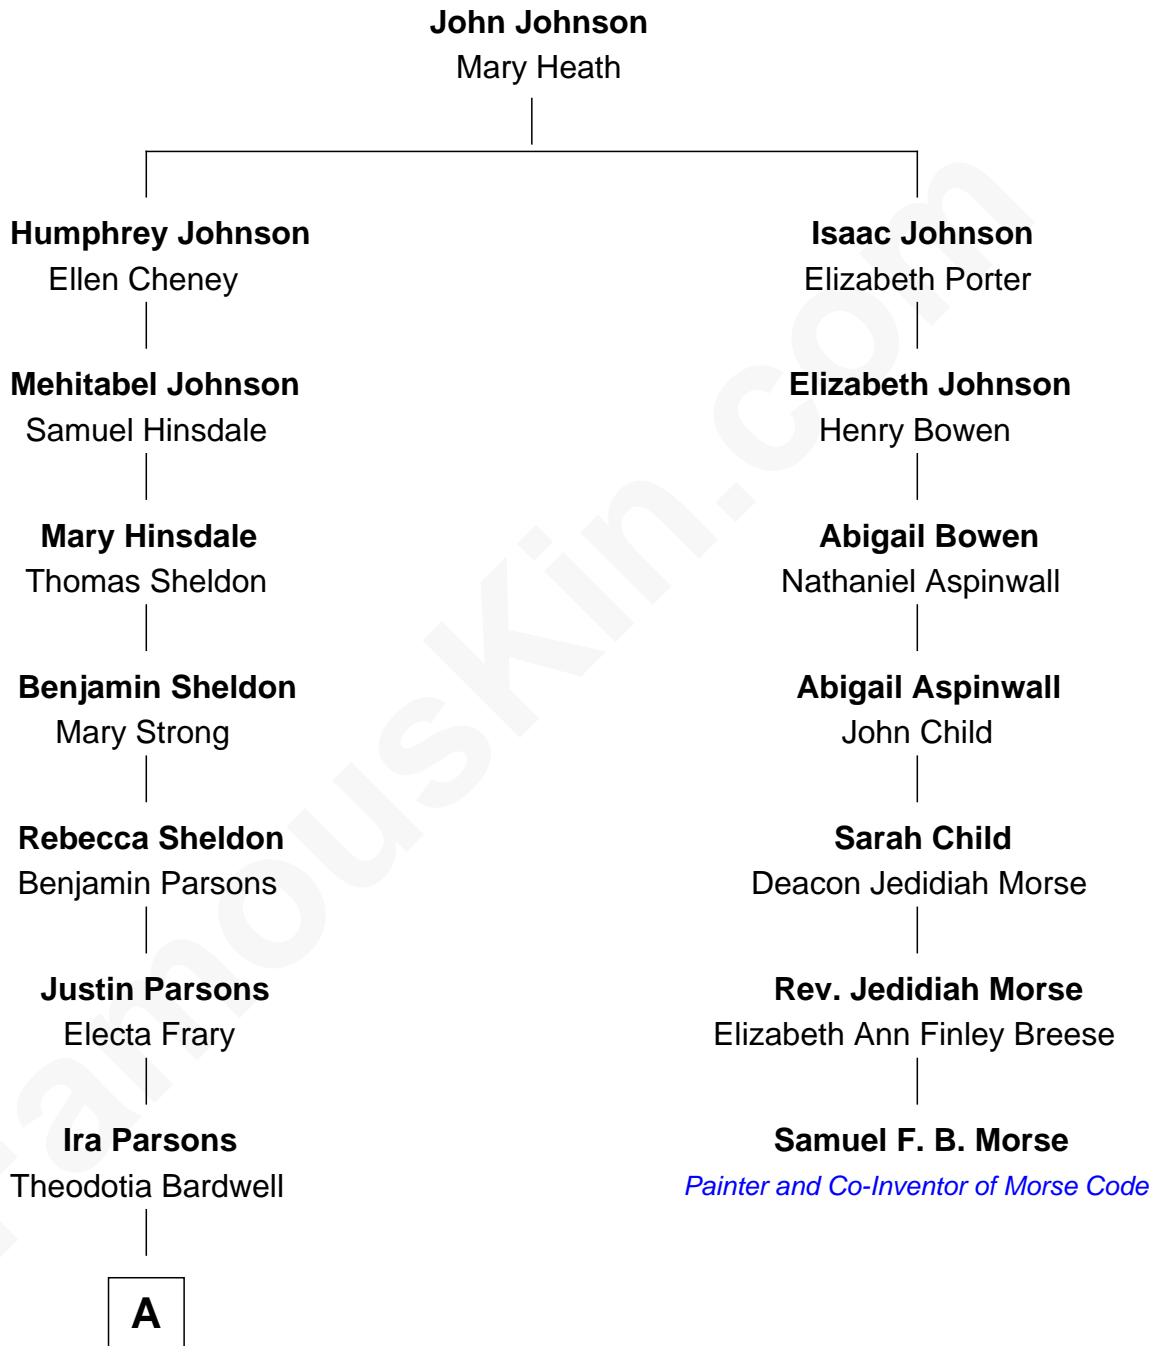 John Johnson
Mary Heath
Humphrey Johnson
Ellen Cheney
Mehitabel Johnson
Samuel Hinsdale
Mary Hinsdale
Thomas Sheldon
Benjamin Sheldon
Mary Strong
Rebecca Sheldon
Benjamin Parsons
Justin Parsons
Electa Frary
Ira Parsons
Theodotia Bardwell
A
Isaac Johnson
Elizabeth Porter
Elizabeth Johnson
Henry Bowen
Abigail Bowen
Nathaniel Aspinwall
Abigail Aspinwall
John Child
Sarah Child
Deacon Jedidiah Morse
Rev. Jedidiah Morse
Elizabeth Ann Finley Breese
Samuel F. B. Morse
Painter and Co-Inventor of Morse Code
FamousKin.com